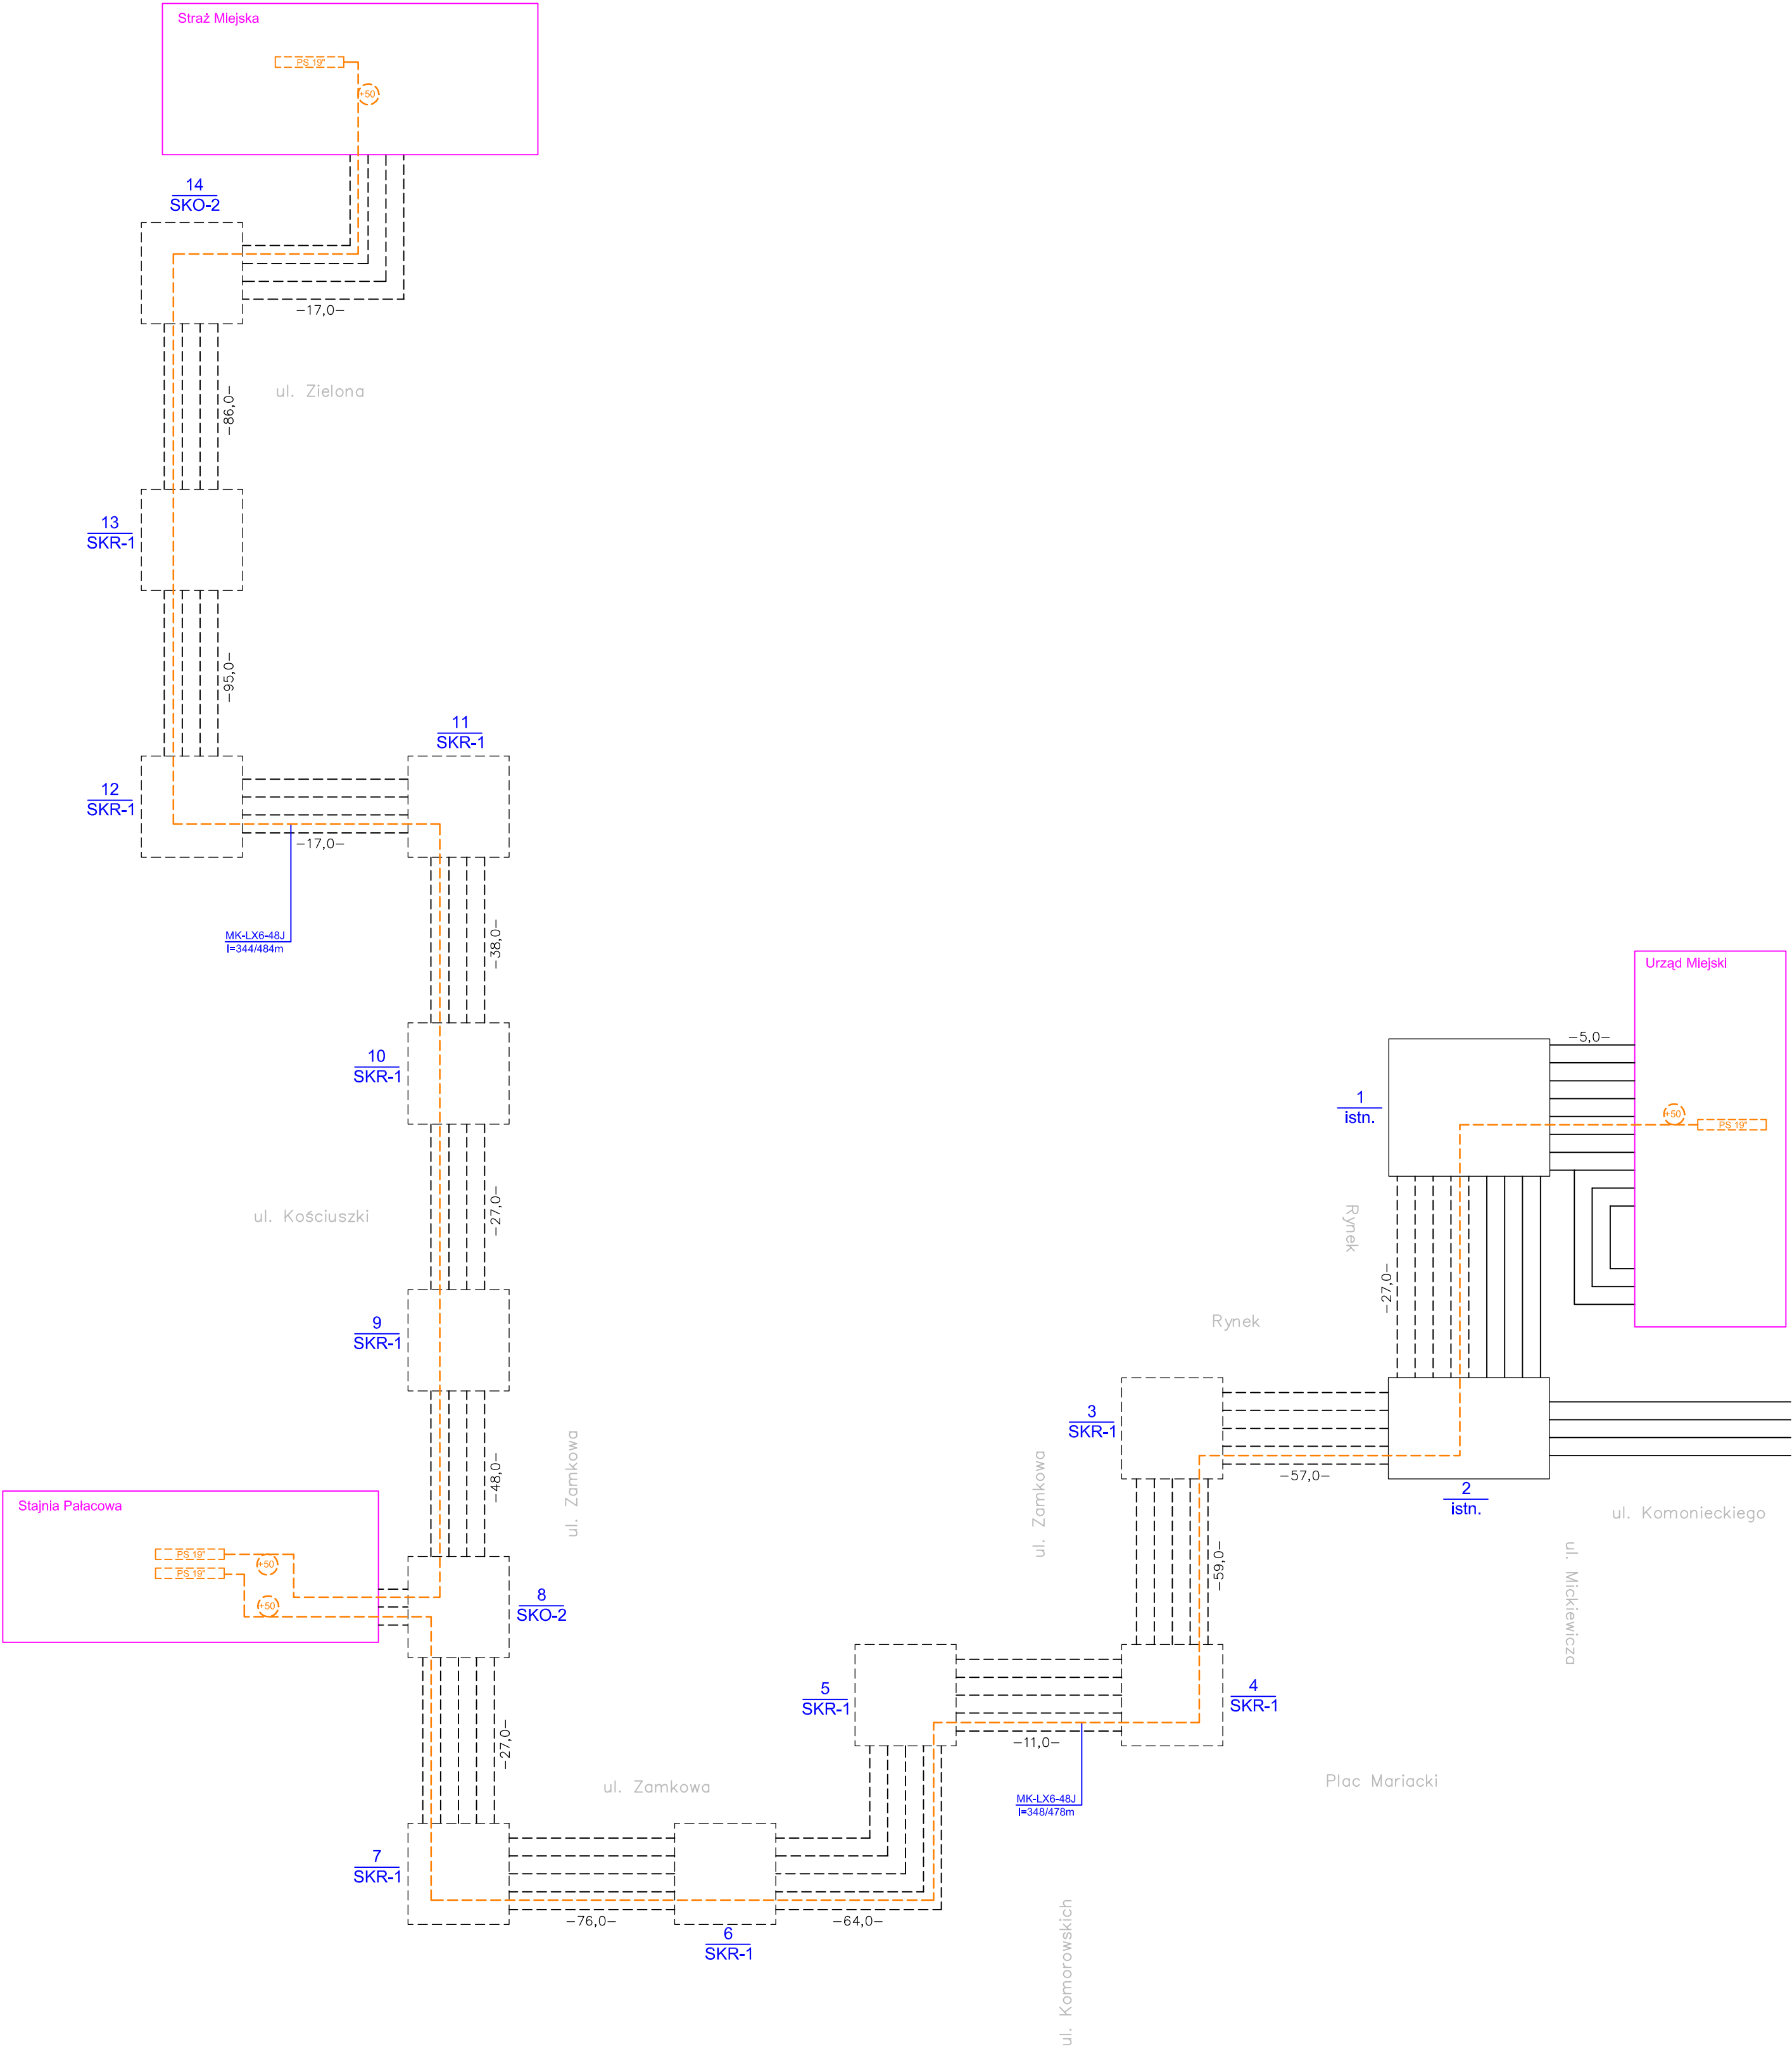 Straż Miejska
PS 19"
+50
14
SKO-2
-17,0-
-86,0-
ul. Zielona
13
SKR-1
-95,0-
11
SKR-1
12
SKR-1
-17,0-
MK-LX6-48J
l=344/484m
-38,0-
10
SKR-1
-27,0-
ul. Kościuszki
9
SKR-1
-48,0-
ul. Zamkowa
Stajnia Pałacowa
PS 19"
+50
PS 19"
+50
8
SKO-2
-27,0-
7
SKR-1
-76,0-
ul. Zamkowa
6
SKR-1
-64,0-
5
SKR-1
-11,0-
MK-LX6-48J
l=348/478m
ul. Komorowskich
4
SKR-1
Plac Mariacki
-59,0-
ul. Zamkowa
3
SKR-1
-57,0-
Rynek
2
istn.
ul. Komonieckiego
ul. Mickiewicza
-27,0-
Rynek
1
istn.
-5,0-
Urząd Miejski
+50
PS 19"